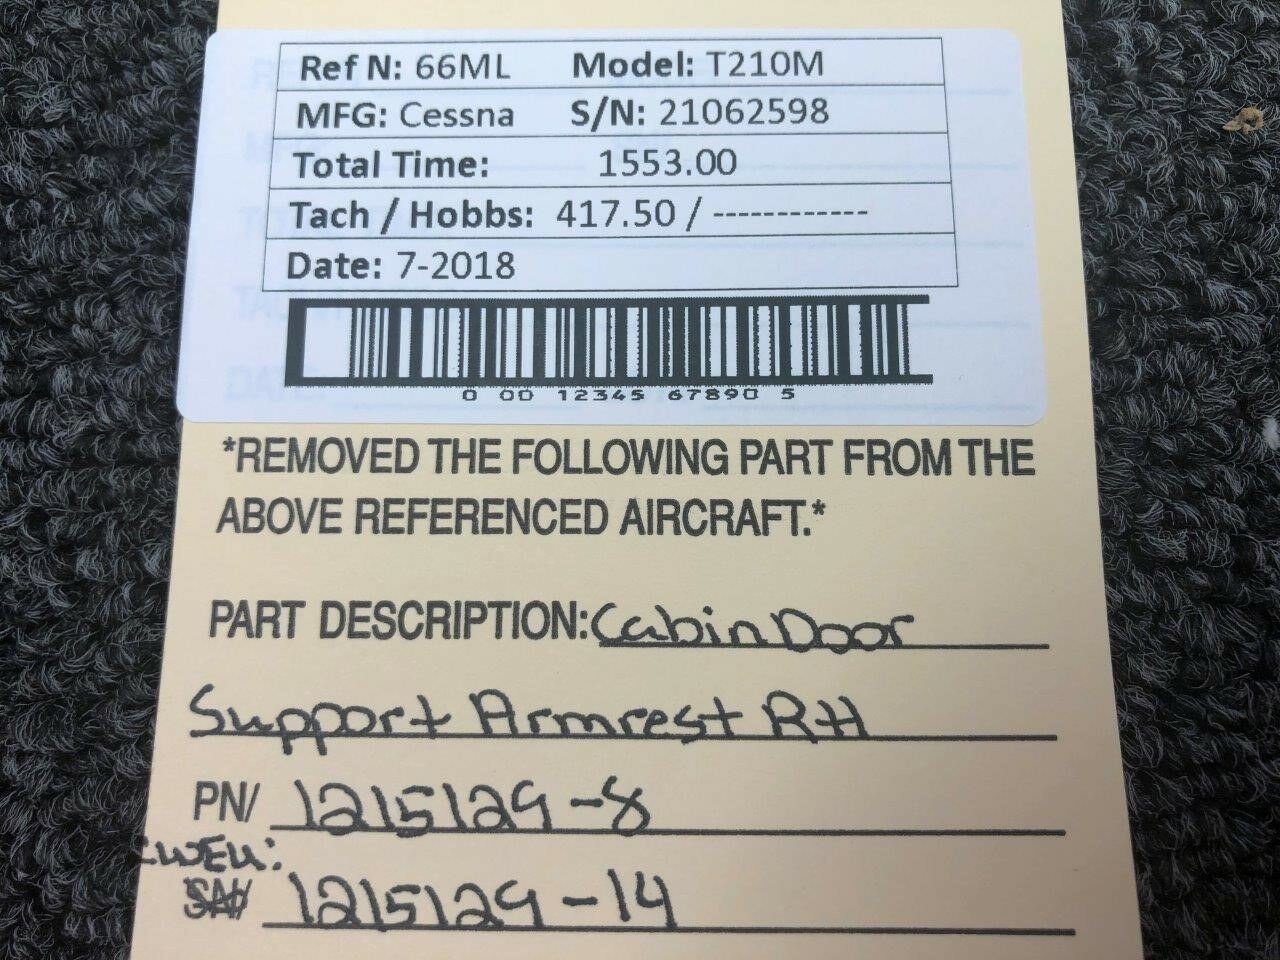 Ref N: 66ML Model: T210M
MFG: Cessna S/N: 21062598
Total Time: 1553.00
Tach / Hobbs: 417.50 / ------------
Date: 7-2018
0 00 12345 67890 5
*REMOVED THE FOLLOWING PART FROM THE
ABOVE REFERENCED AIRCRAFT.*
PART DESCRIPTION: Cabin Door
Support Armrest RH
PN/ 1215129-8
1215129-14